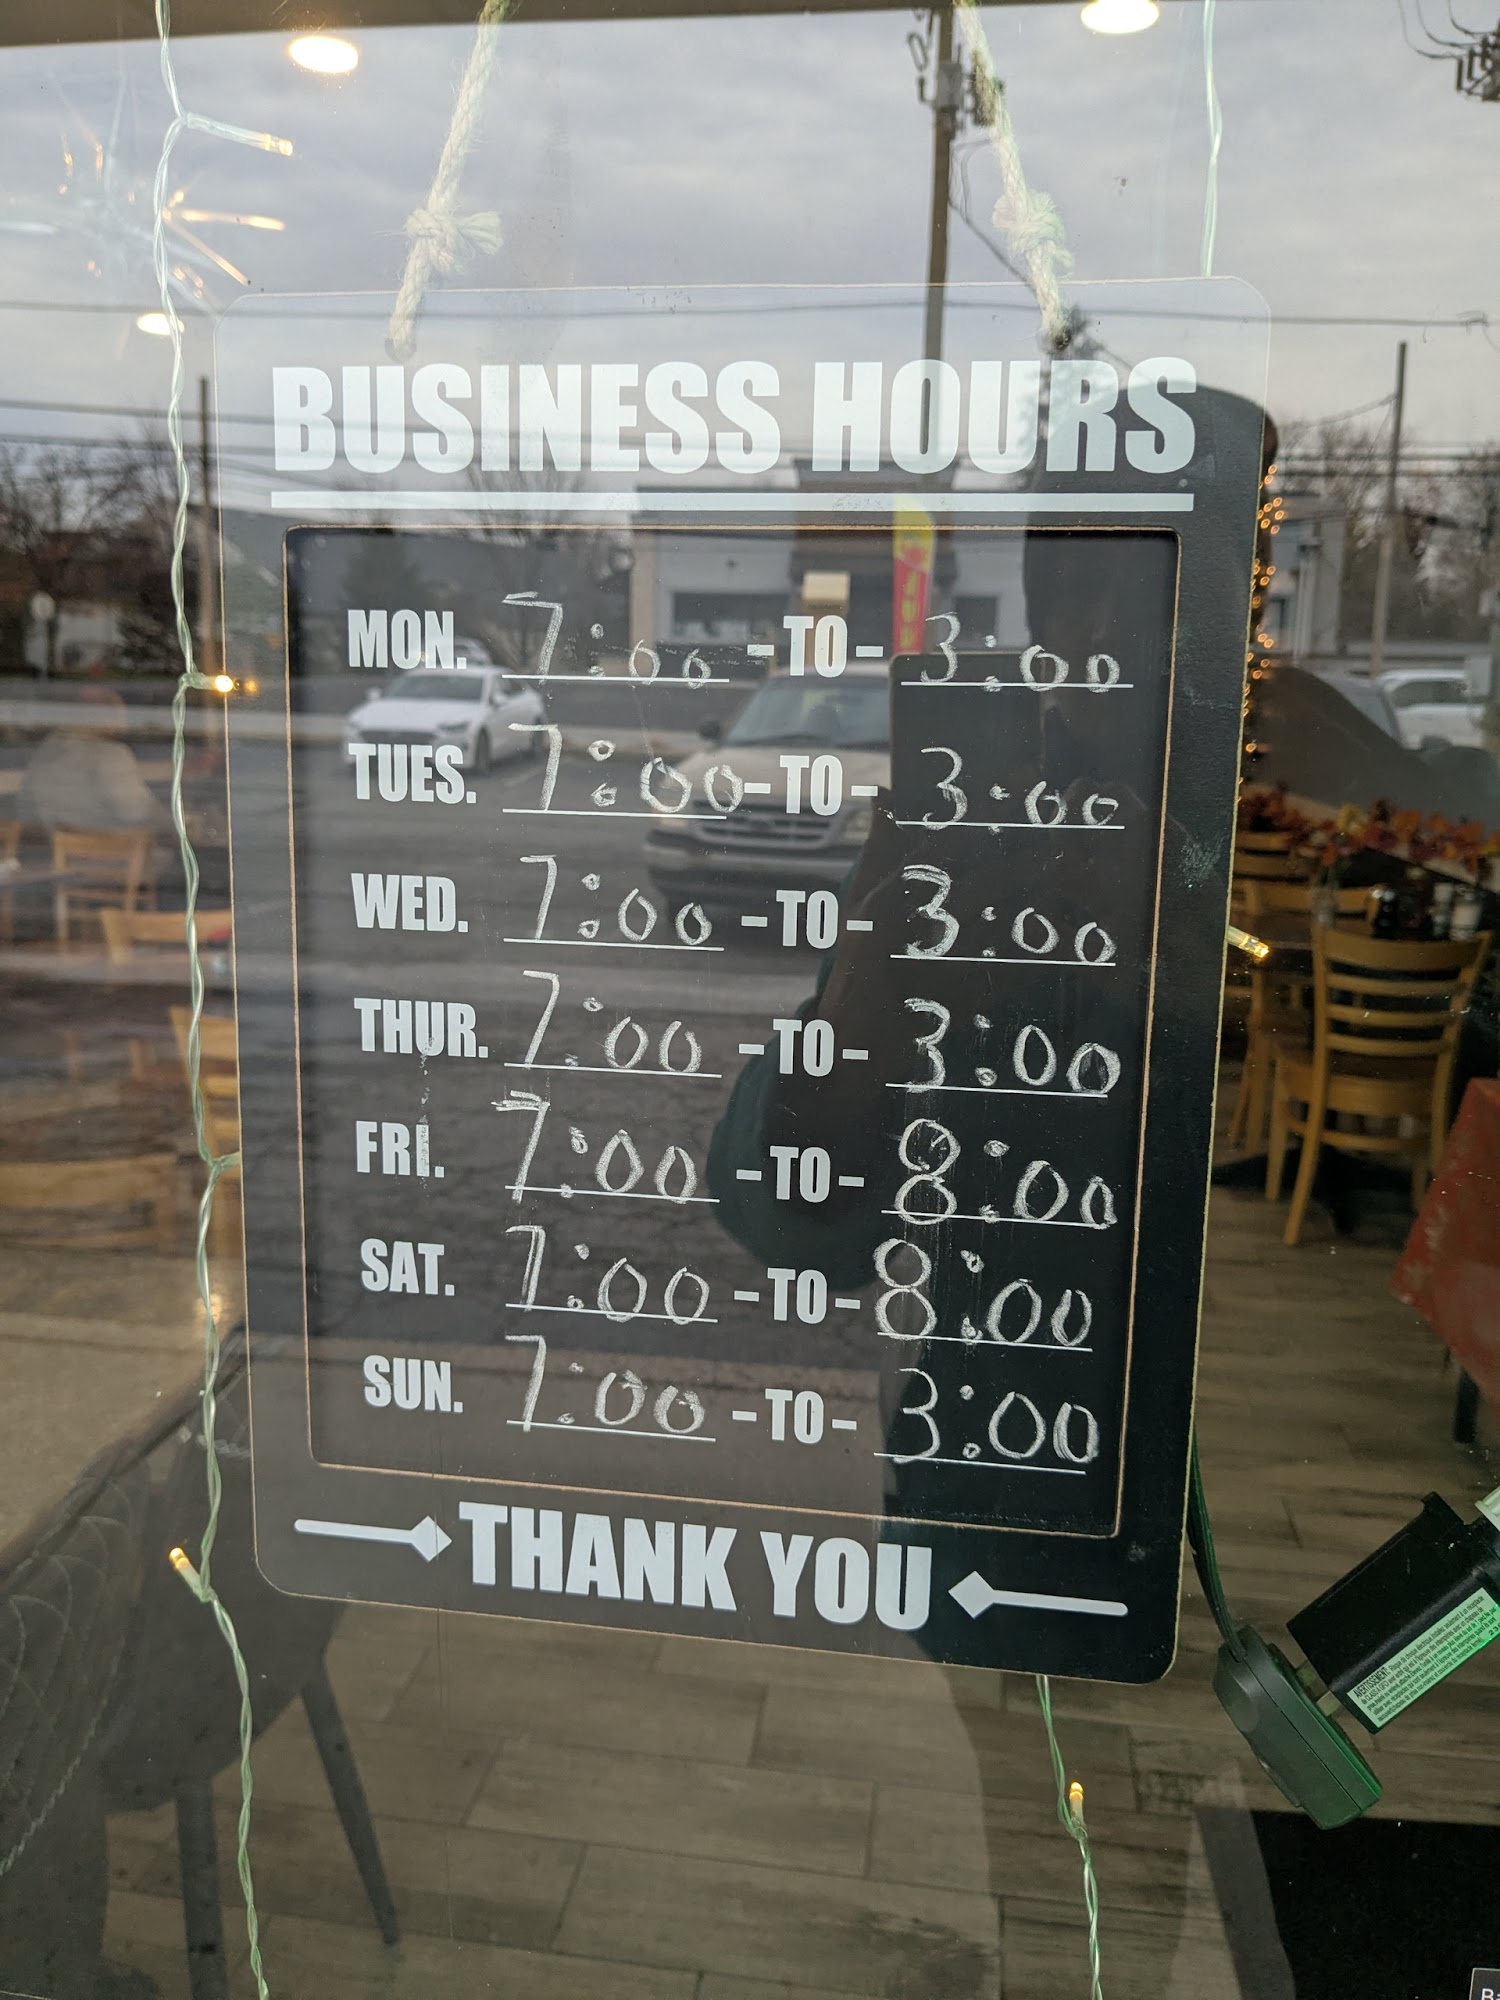 BUSINESS HOURS
MON. 7:00 -TO- 3:00
TUES. 7:00 -TO- 3:00
WED. 7:00 -TO- 3:00
THUR. 7:00 -TO- 3:00
FRI. 7:00 -TO- 8:00
SAT. 7:00 -TO- 8:00
SUN. 7:00 -TO- 3:00
THANK YOU
AVERTISSEMENT: